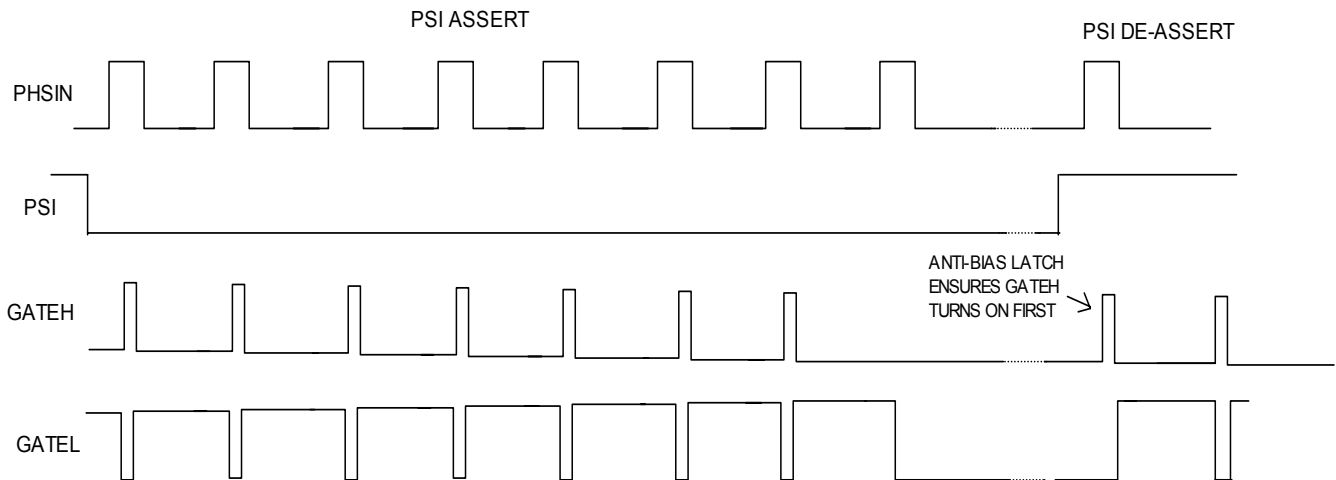 PSI ASSERT
PSI DE-ASSERT
PHSIN
PSI
ANTI-BIAS LATCH
ENSURES GATEH
TURNS ON FIRST
GATEH
GATEL